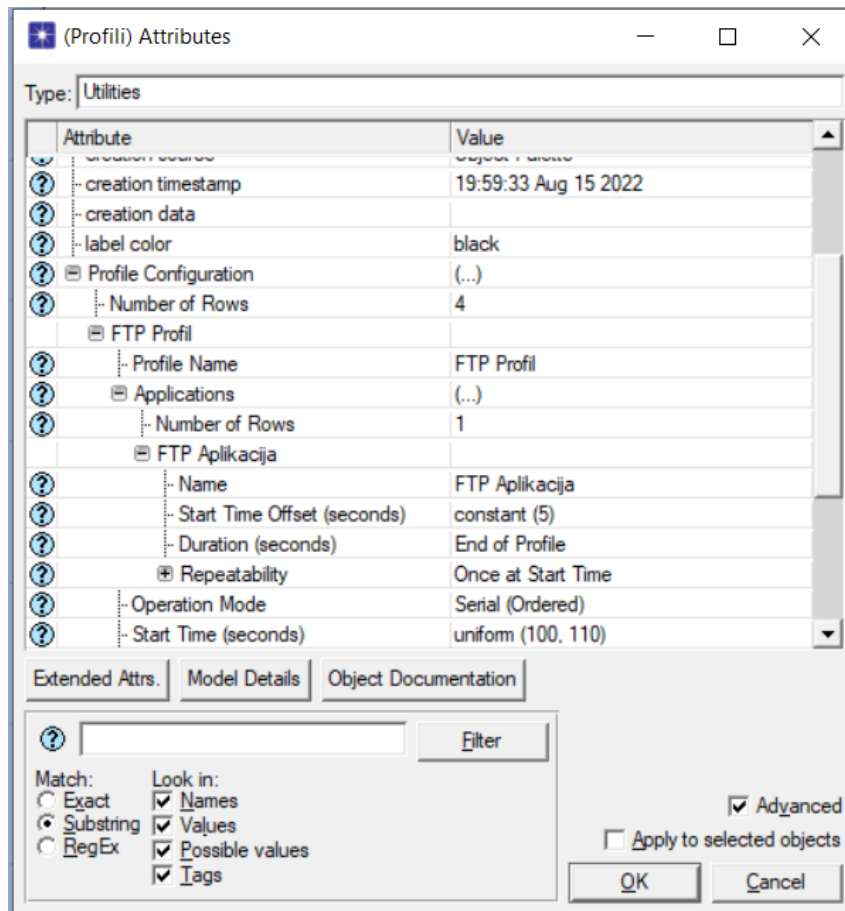 (Profili) Attributes
Type: Utilities
Attribute Value
creation timestamp 19:59:33 Aug 15 2022
creation data
label color black
Profile Configuration (...)
Number of Rows 4
FTP Profil
Profile Name FTP Profil
Applications (...)
Number of Rows 1
FTP Aplikacija
Name FTP Aplikacija
Start Time Offset (seconds) constant (5)
Duration (seconds) End of Profile
Repeatability Once at Start Time
Operation Mode Serial (Ordered)
Start Time (seconds) uniform (100, 110)
Extended Attrs. Model Details Object Documentation
Filter
Match: Look in:
Exact Names
Substring Values
RegEx Possible values
Tags
Advanced
Apply to selected objects
OK Cancel